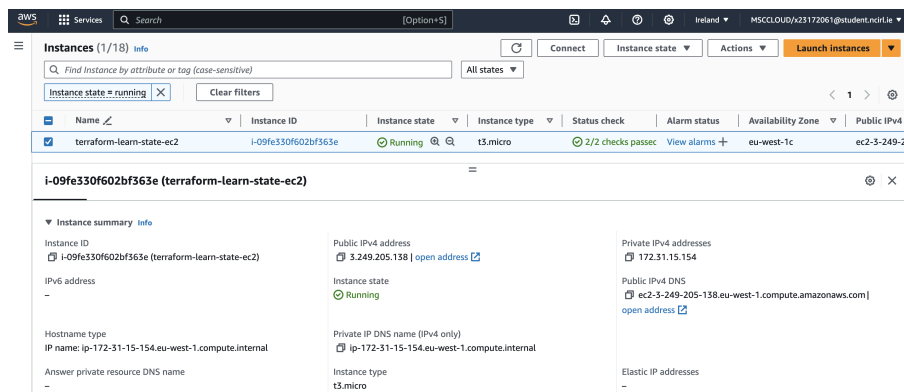 aws Services Search [Option+S] Ireland ▼ MSCCLOUD/x23172061@student.ncirl.ie ▼
Instances (1/18) Info Connect Instance state ▼ Actions ▼ Launch instances ▼
Find Instance by attribute or tag (case-sensitive) All states ▼
Instance state = running Clear filters 1
Name Instance ID Instance state Instance type Status check Alarm status Availability Zone Public IPv4
terraform-learn-state-ec2 i-09fe330f602bf363e Running t3.micro 2/2 checks passec View alarms + eu-west-1c ec2-3-249-2
i-09fe330f602bf363e (terraform-learn-state-ec2)
▼ Instance summary Info
Instance ID Public IPv4 address Private IPv4 addresses
i-09fe330f602bf363e (terraform-learn-state-ec2) 3.249.205.138 | open address 172.31.15.154
IPv6 address Instance state Public IPv4 DNS
– Running ec2-3-249-205-138.eu-west-1.compute.amazonaws.com |
open address
Hostname type Private IP DNS name (IPv4 only)
IP name: ip-172-31-15-154.eu-west-1.compute.internal ip-172-31-15-154.eu-west-1.compute.internal
Answer private resource DNS name Instance type Elastic IP addresses
– t3.micro –